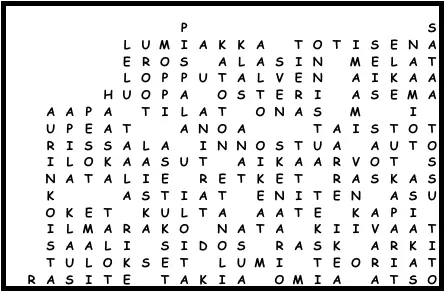 P S
LUMIAKKA TOTISENA
EROS ALASIN MELAT
LOPPUTALVEN AIKAA
HUOPA OSTERI ASEMA
AAPA TILAT ONAS M I
UPEAT ANOA TAISTOT
RISSALA INNOSTUA AUTO
ILOKAASUT AIKAARVOT S
NATALIE RETKET RASKAS
K ASTIAT ENITEN ASU
OKET KULTA AATE KAPI
ILMARAKO NATA KIIVAAT
SAALI SIDOS RASK ARKI
TULOKSET LUMI TEORIAT
RASITE TAKIA OMIA ATSO